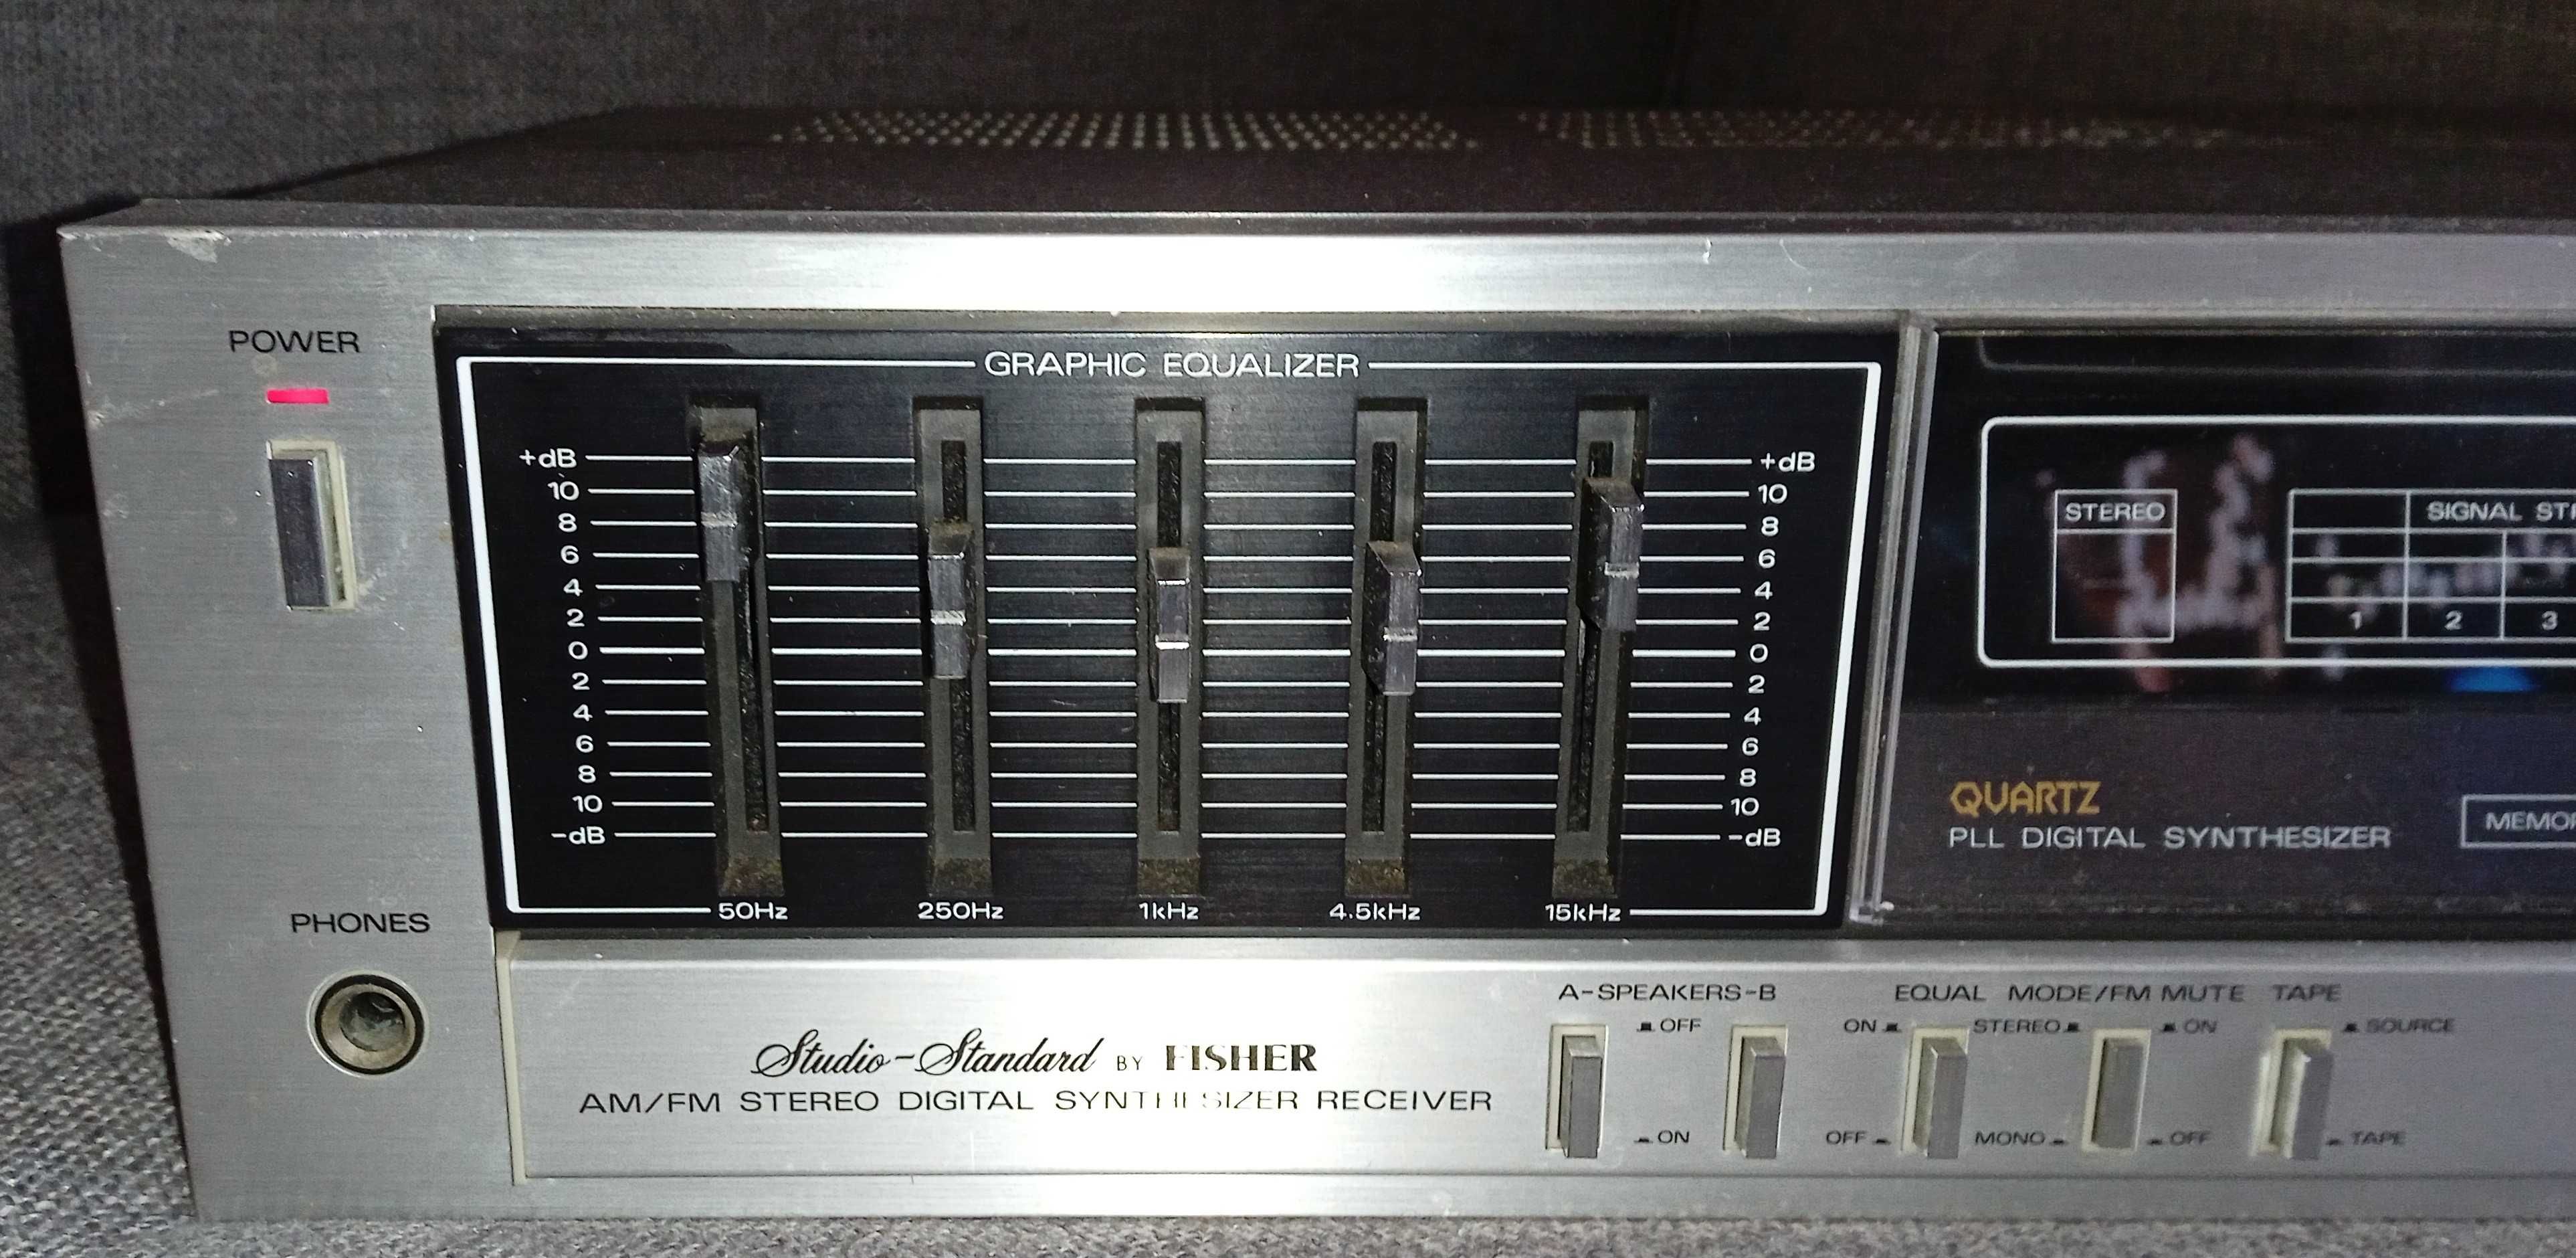 POWER
PHONES
GRAPHIC EQUALIZER
+dB +dB
10 10
8 8
6 6
4 4
2 2
0 0
2 2
4 4
6 6
8 8
10 10
-dB -dB
50Hz 250Hz 1kHz 4.5kHz 15kHz
STEREO
SIGNAL
1 2 3
QUARTZ
PLL DIGITAL SYNTHESIZER
Studio-Standard BY FISHER
AM/FM STEREO DIGITAL SYNTHESIZER RECEIVER
A-SPEAKERS-B EQUAL MODE/FM MUTE TAPE
OFF ON STEREO ON SOURCE
ON OFF MONO OFF TAPE